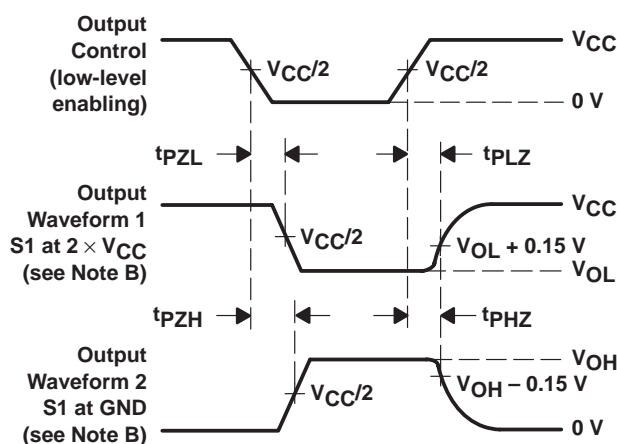 Output
Control
(low-level
enabling)
VCC/2
VCC/2
VCC
0 V
tPZL
tPLZ
Output
Waveform 1
S1 at 2 × VCC
(see Note B)
VCC/2
VCC
VOL + 0.15 V
VOL
tPZH
tPHZ
Output
Waveform 2
S1 at GND
(see Note B)
VCC/2
VOH
VOH – 0.15 V
0 V